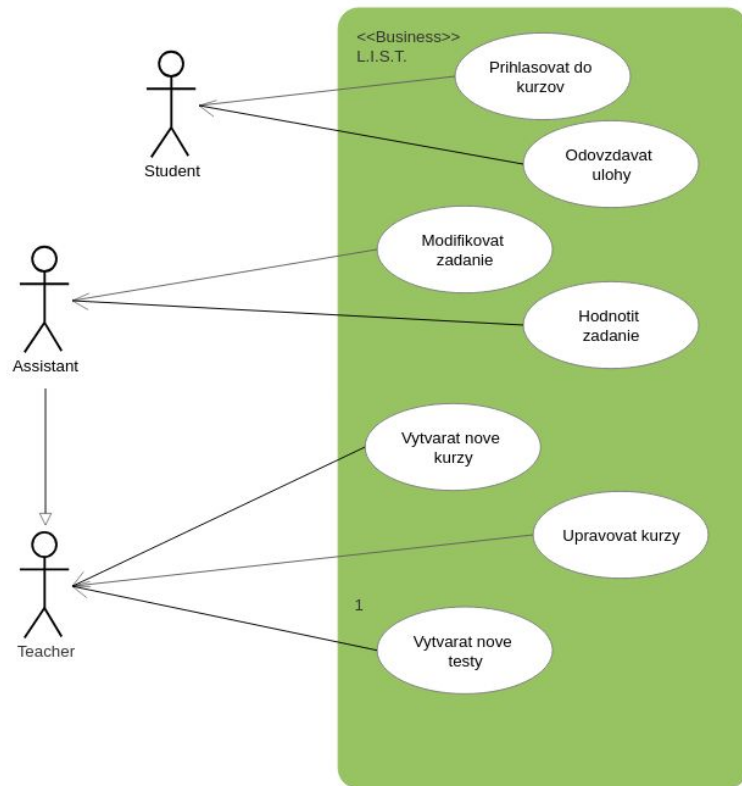 <<Business>>
L.I.S.T.
Prihlasovat do
kurzov
Student
Odovzdavat
ulohy
Modifikovat
zadanie
Assistant
Hodnotit
zadanie
Vytvarat nove
kurzy
Upravovat kurzy
1
Teacher
Vytvarat nove
testy